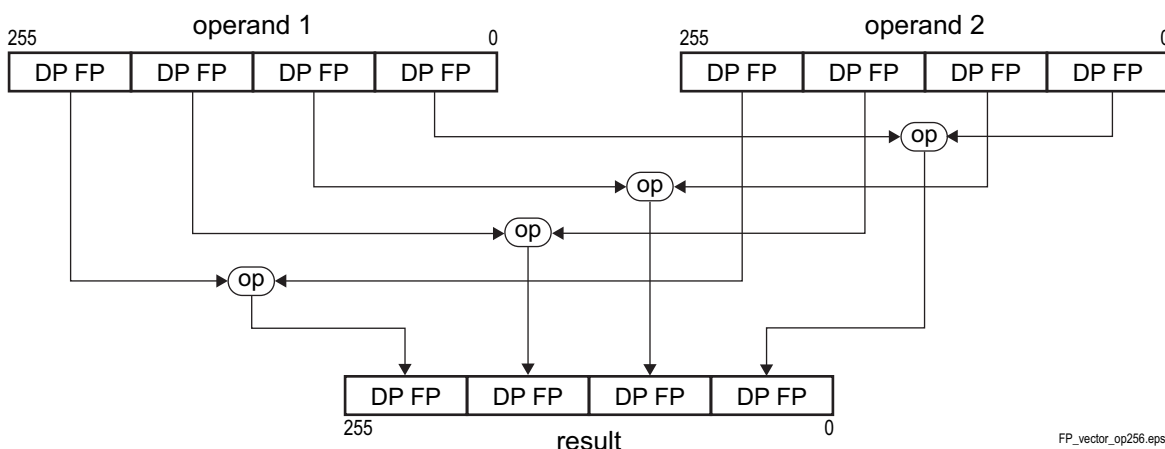 operand 1
operand 2
255 0
255 0
DP FP DP FP DP FP DP FP
DP FP DP FP DP FP DP FP
op
op
op
op
DP FP DP FP DP FP DP FP
255 0
result
FP_vector_op256.eps